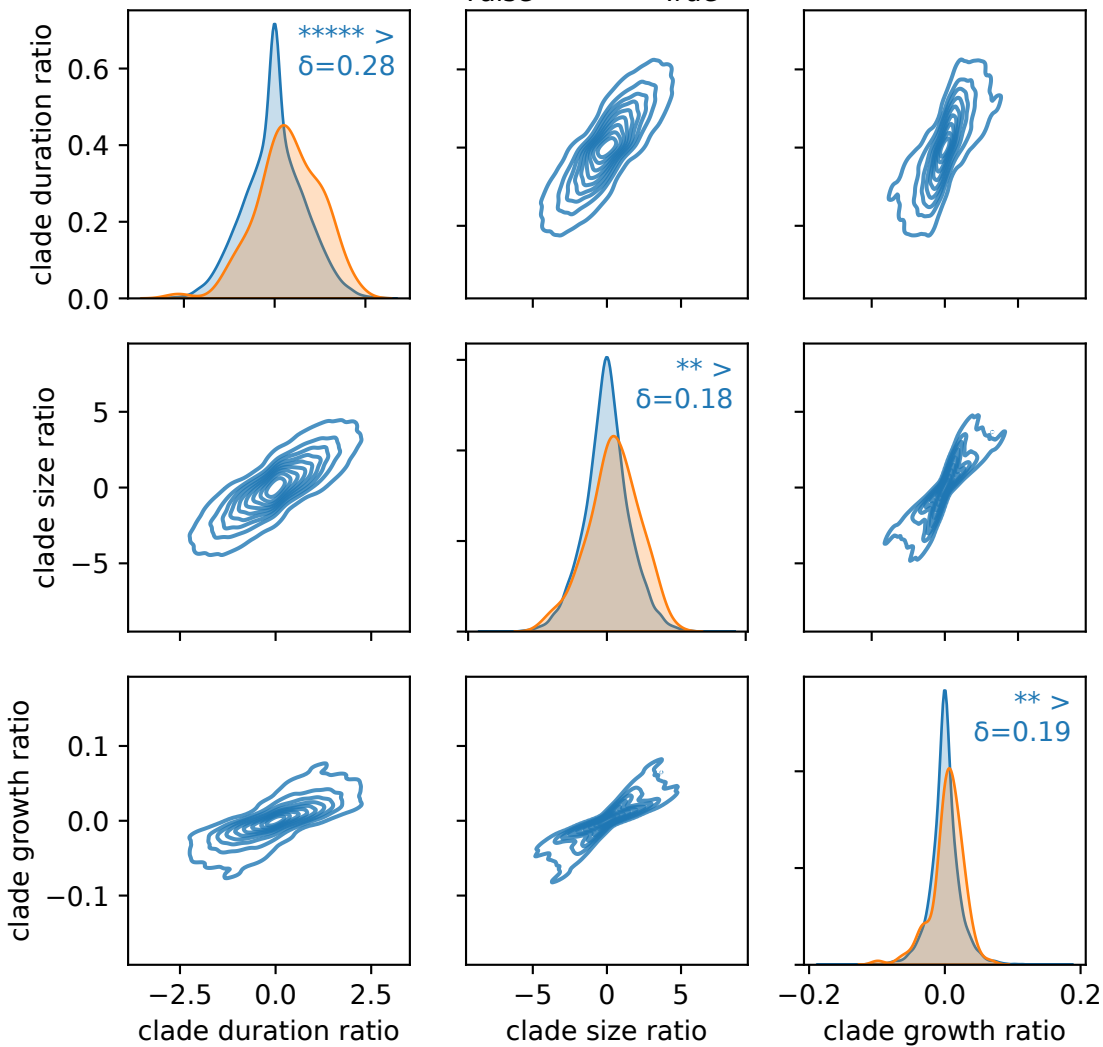 clade duration ratio
0.6
0.4
0.2
0.0
***** >
δ=0.28
clade size ratio
5
0
−5
** >
δ=0.18
clade growth ratio
0.1
0.0
−0.1
** >
δ=0.19
−2.5 0.0 2.5
−5 0 5
−0.2 0.0 0.2
clade duration ratio
clade size ratio
clade growth ratio